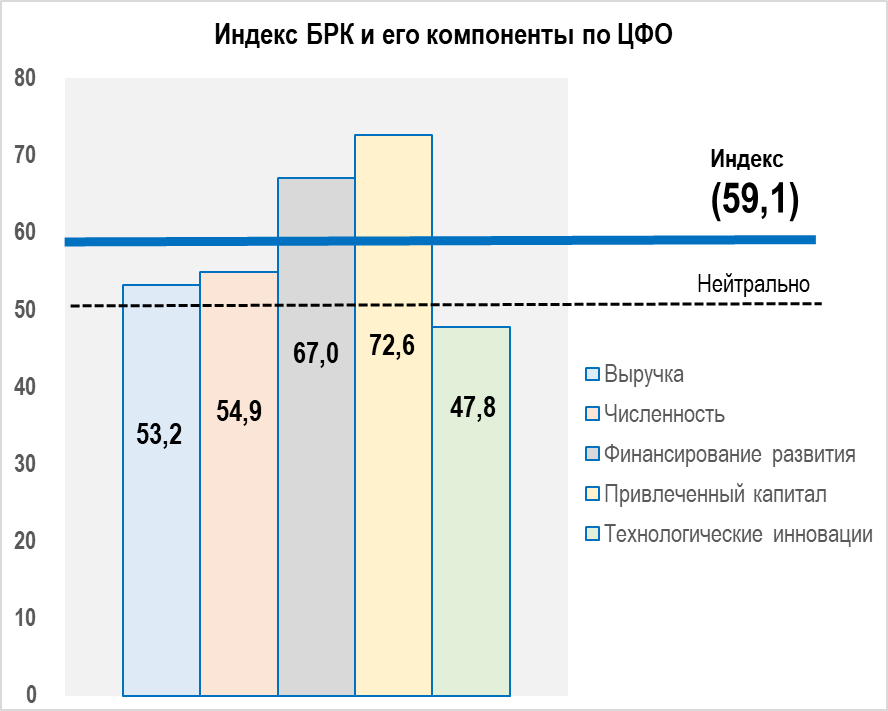 Индекс БРК и его компоненты по ЦФО
80
70
60
50
40
30
20
10
0
53,2
54,9
67,0
72,6
47,8
Индекс
(59,1)
Нейтрально
Выручка
Численность
Финансирование развития
Привлеченный капитал
Технологические инновации